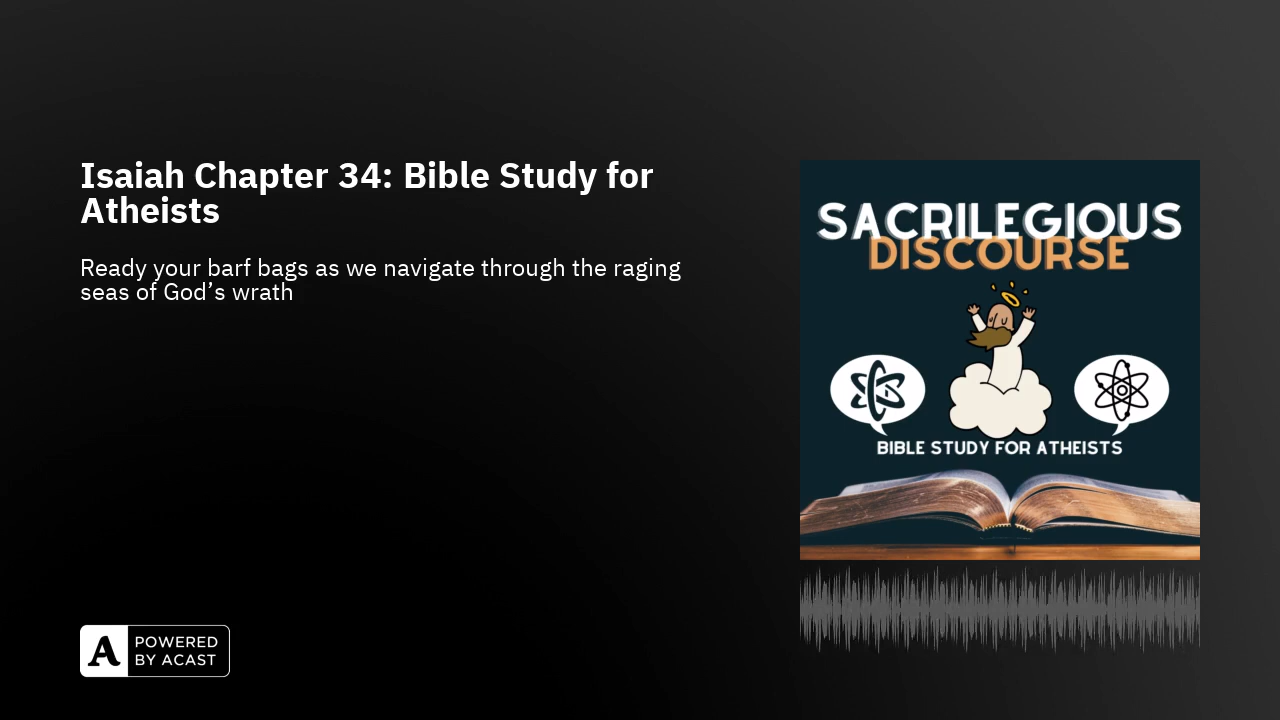 Isaiah Chapter 34: Bible Study for
Atheists
Ready your barf bags as we navigate through the raging
seas of God’s wrath
SACRILEGIOUS
DISCOURSE
BIBLE STUDY FOR ATHEISTS
A POWERED
BY ACAST